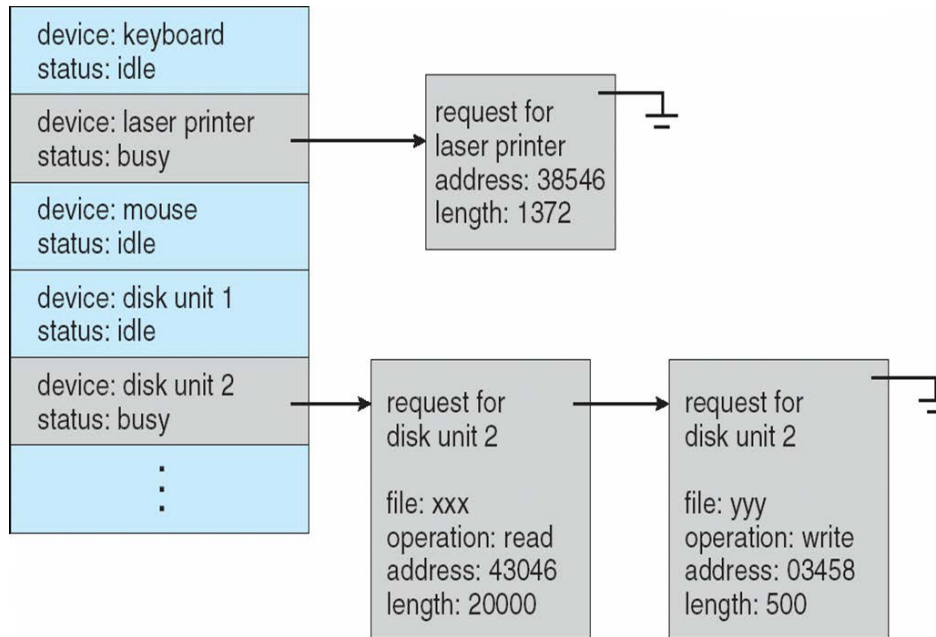 device: keyboard
status: idle
device: laser printer
status: busy
request for
laser printer
address: 38546
length: 1372
device: mouse
status: idle
device: disk unit 1
status: idle
device: disk unit 2
status: busy
request for
disk unit 2
file: xxx
operation: read
address: 43046
length: 20000
request for
disk unit 2
file: yyy
operation: write
address: 03458
length: 500